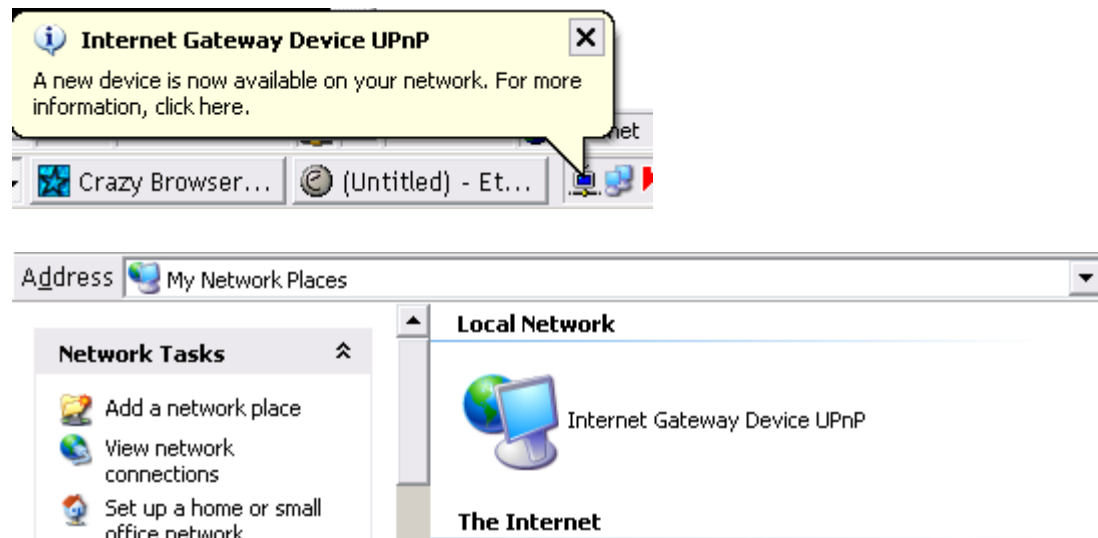 Internet Gateway Device UPnP
A new device is now available on your network. For more
information, click here.
Crazy Browser...
(Untitled) - Et...
Address My Network Places
Network Tasks
Add a network place
View network
connections
Set up a home or small
office network
Local Network
Internet Gateway Device UPnP
The Internet